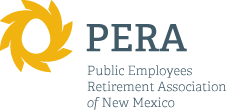 PERA
Public Employees
Retirement Association
of New Mexico